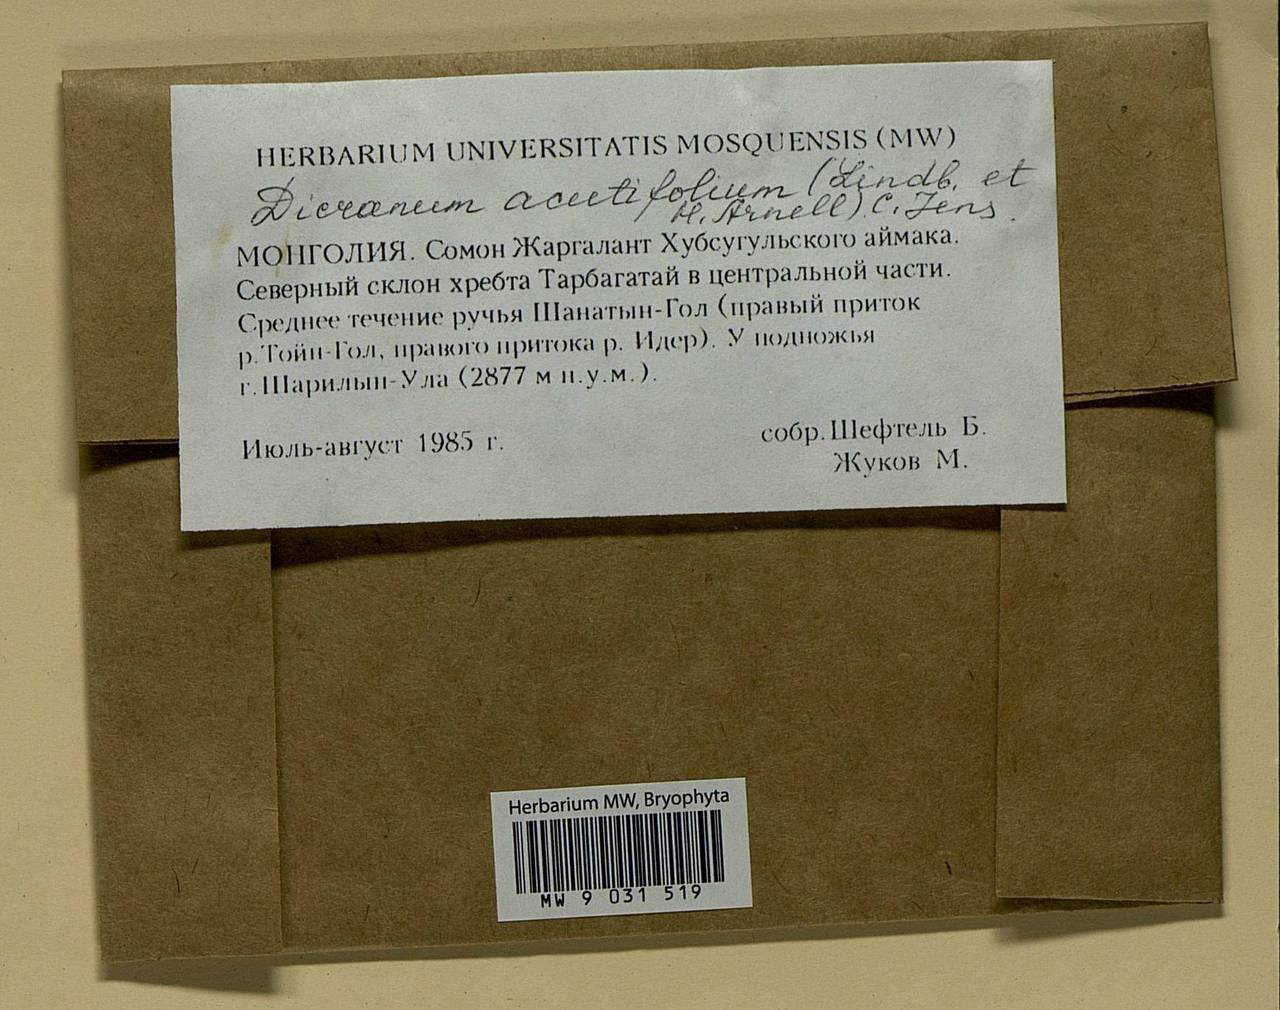 HERBARIUM UNIVERSITATIS MOSQUENSIS (MW)
Dicranum acutifolium (Lindb. et
H. Arnell) C. Jens.
МОНГОЛИЯ. Сомон Жаргалант Хубсугульского аймака.
Северный склон хребта Тарбагатай в центральной части.
Среднее течение ручья Шанатын-Гол (правый приток
р.Тойн-Гол, правого притока р. Идер). У подножья
г.Шарилын-Ула (2877 м н.у.м.).
Июль-август 1985 г.
собр.Шефтель Б.
Жуков М.
Herbarium MW, Bryophyta
MW 9 031 519